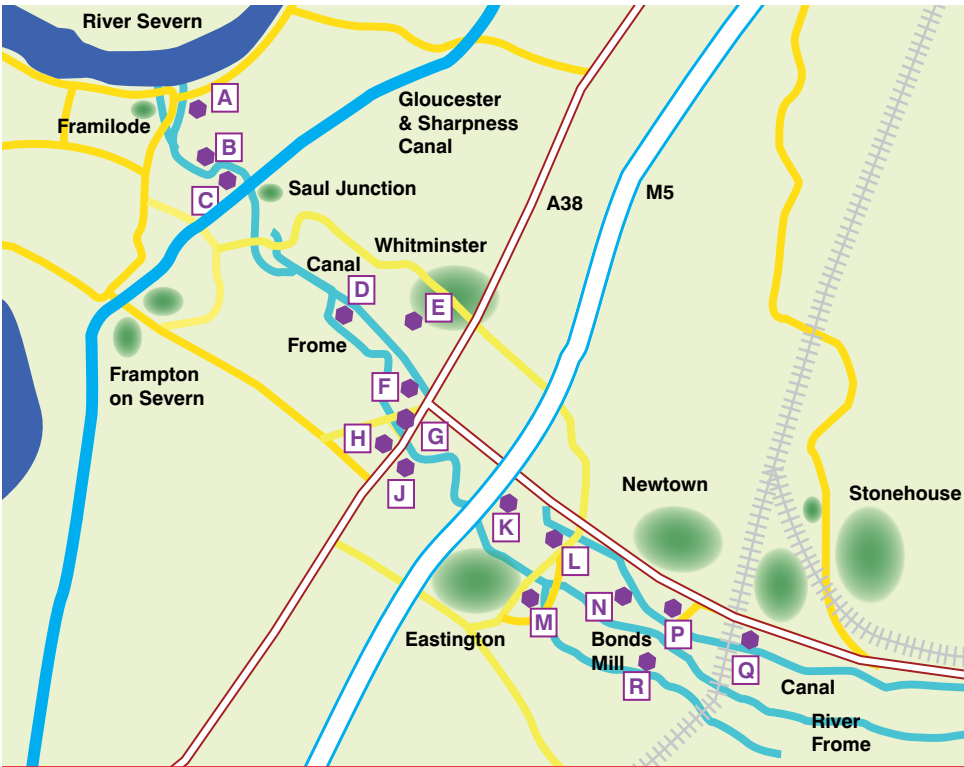 River Severn
A
Framilode
Gloucester
& Sharpness
Canal
B
C
Saul Junction
A38
M5
Whitminster
Canal
D
E
Frome
Frampton
on Severn
F
G
H
J
Newtown
Stonehouse
K
L
M
N
P
Eastington
Bonds
Mill
Q
R
Canal
River
Frome